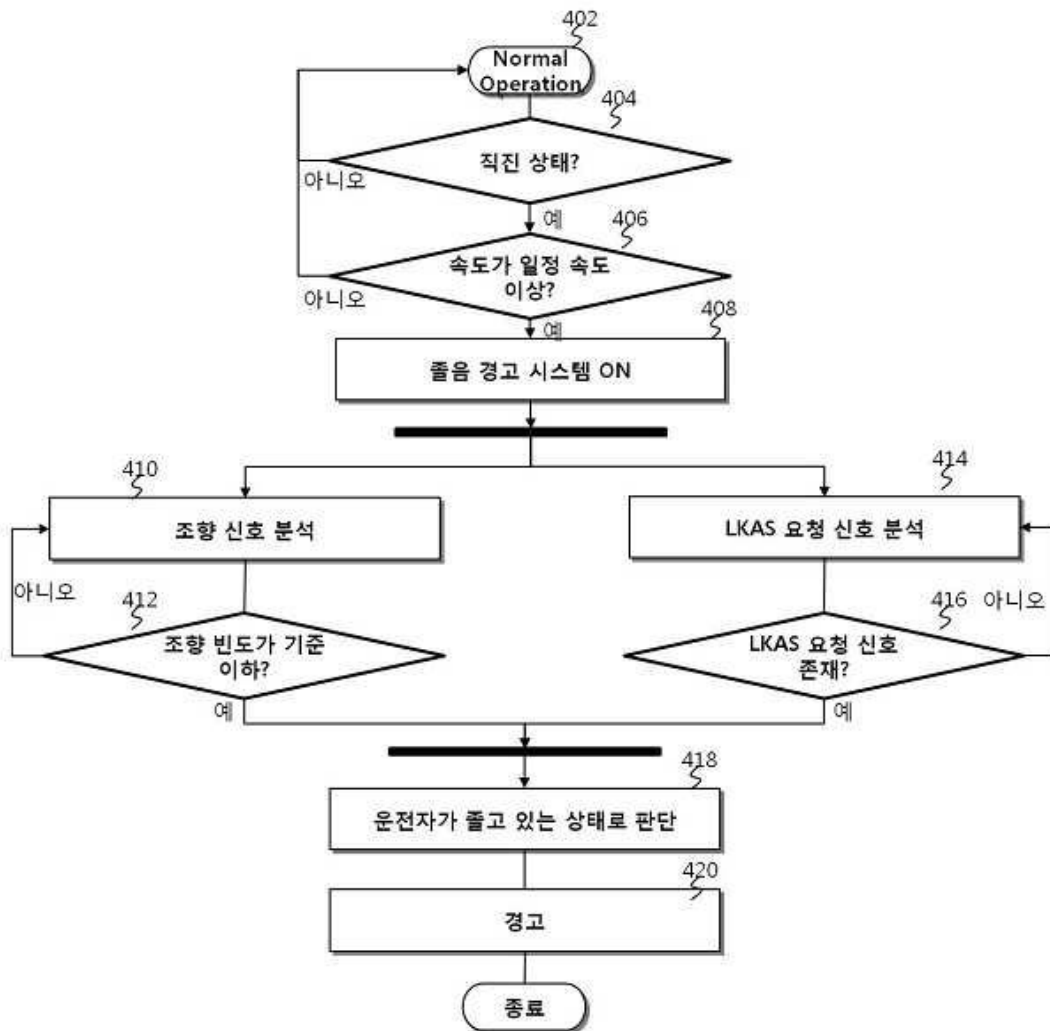 402
Normal
Operation
404
직진 상태?
아니오
예
406
속도가 일정 속도
이상?
아니오
예
408
졸음 경고 시스템 ON
410
조향 신호 분석
아니오
412
조향 빈도가 기준
이하?
예
414
LKAS 요청 신호 분석
416
아니오
LKAS 요청 신호
존재?
예
418
운전자가 졸고 있는 상태로 판단
420
경고
종료